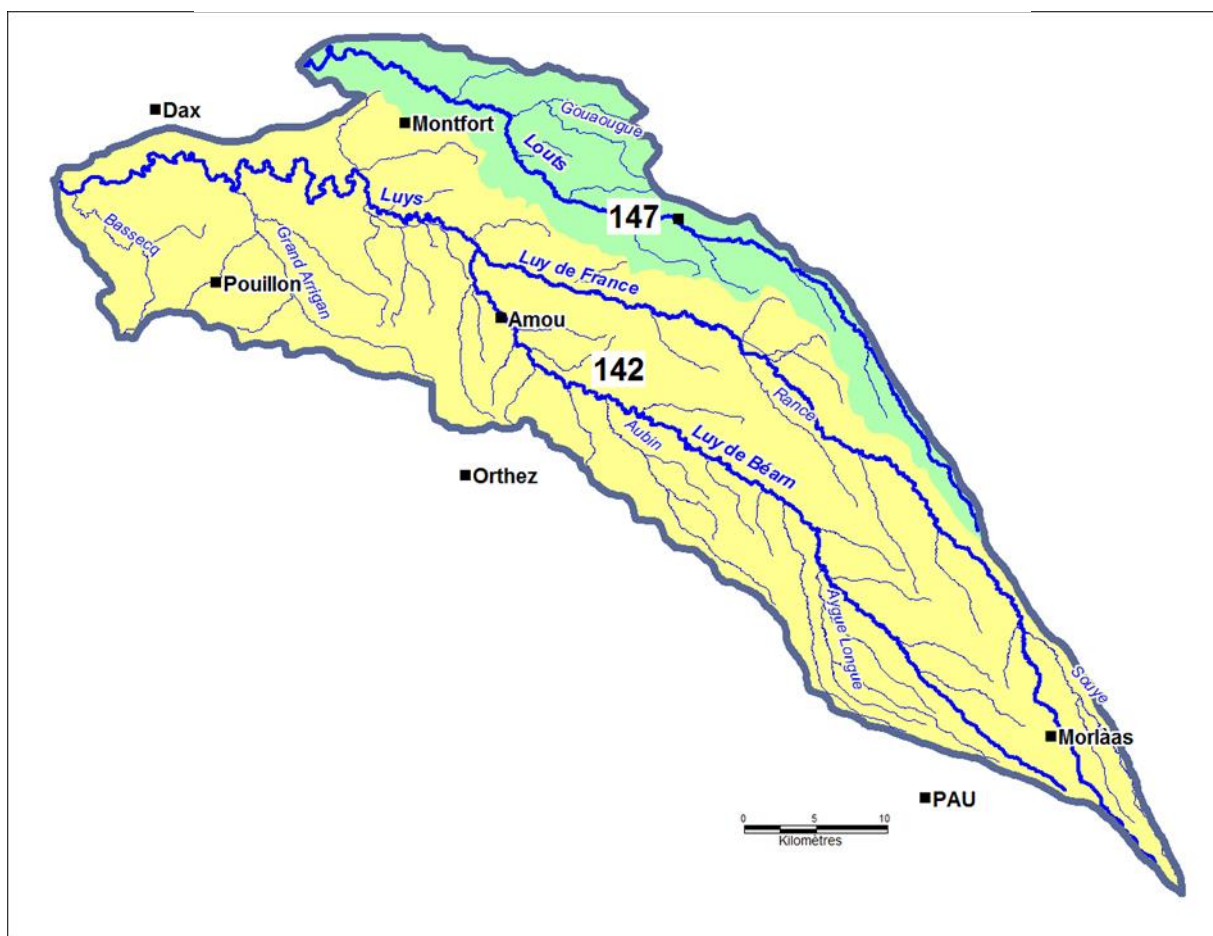 Dax
Gouaougue
Montfort
Louts
Luys
147
Bassecq
Grand Arrigan
Luy de France
Pouillon
Amou
142
Rance
Aubin
Luy de Béarn
Orthez
Aygue Longue
Souye
Morlàas
PAU
0 5 10
Kilomètres